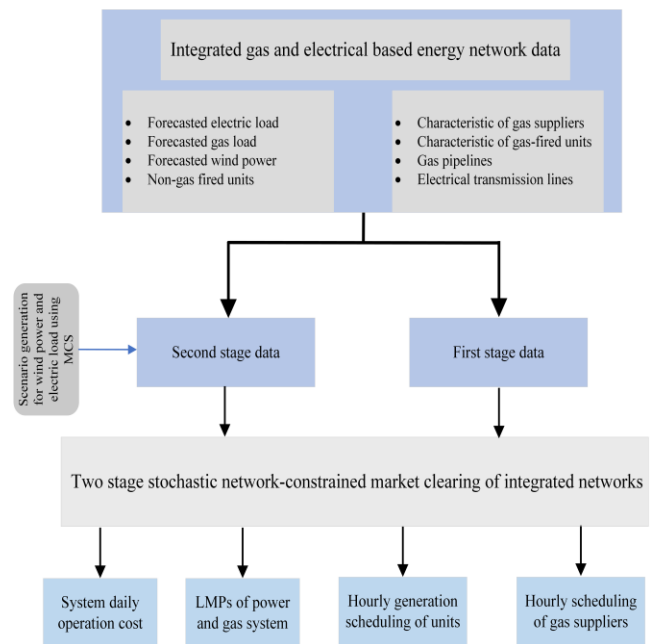 Integrated gas and electrical based energy network data
• Forecasted electric load
• Forecasted gas load
• Forecasted wind power
• Non-gas fired units
• Characteristic of gas suppliers
• Characteristic of gas-fired units
• Gas pipelines
• Electrical transmission lines
Scenario generation
for wind power and
electric load using
MCS
Second stage data
First stage data
Two stage stochastic network-constrained market clearing of integrated networks
System daily
operation cost
LMPs of power
and gas system
Hourly generation
scheduling of units
Hourly scheduling
of gas suppliers